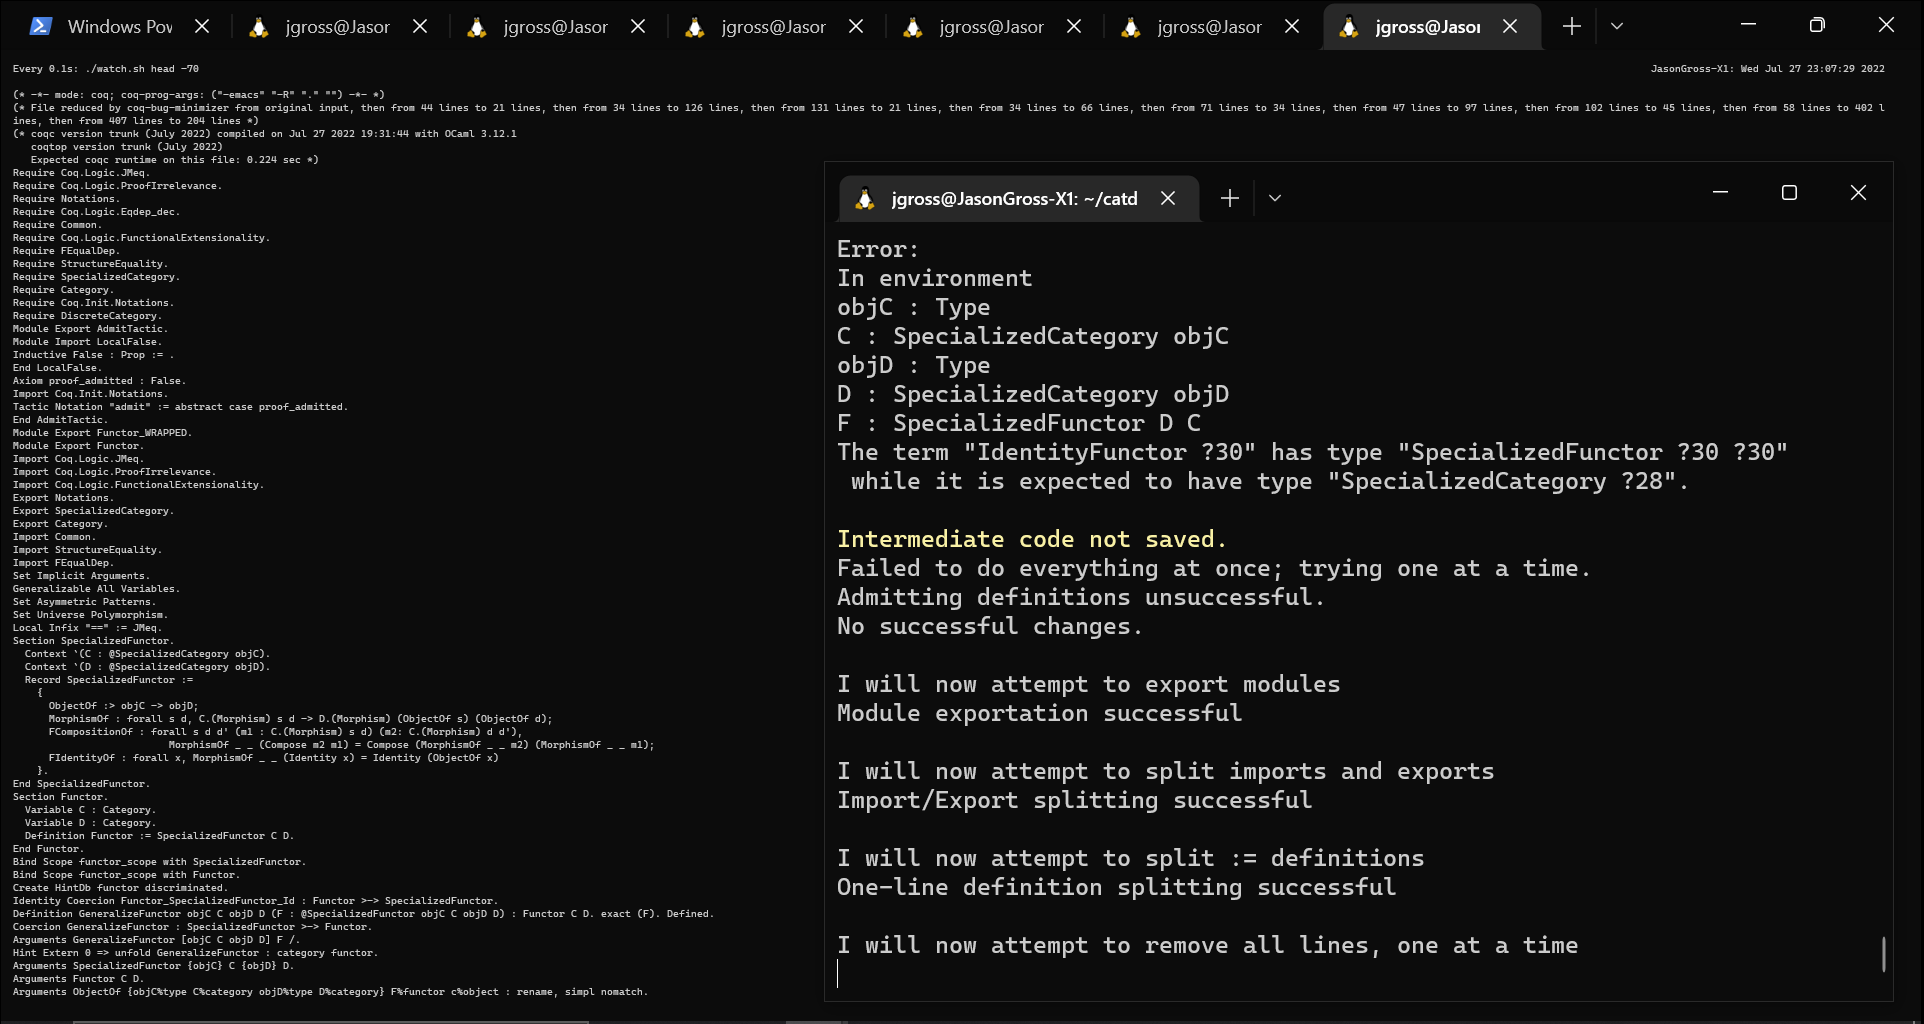 Windows Pov
jgross@Jasor
jgross@Jasor
jgross@Jasor
jgross@Jasor
jgross@Jasor
jgross@Jasor
Every 0.1s: ./watch.sh head -70
JasonGross-X1: Wed Jul 27 23:07:29 2022
(* -*- mode: coq; coq-prog-args: ("-emacs" "-R" "." "") -*- *)
(* File reduced by coq-bug-minimizer from original input, then from 44 lines to 21 lines, then from 34 lines to 126 lines, then from 131 lines to 21 lines, then from 34 lines to 66 lines, then from 71 lines to 34 lines, then from 47 lines to 97 lines, then from 102 lines to 45 lines, then from 58 lines to 402 l
ines, then from 407 lines to 204 lines *)
(* coqc version trunk (July 2022) compiled on Jul 27 2022 19:31:44 with OCaml 3.12.1
coqtop version trunk (July 2022)
Expected coqc runtime on this file: 0.224 sec *)
Require Coq.Logic.JMeq.
Require Coq.Logic.ProofIrrelevance.
Require Notations.
Require Coq.Logic.Eqdep_dec.
Require Common.
Require Coq.Logic.FunctionalExtensionality.
Require FEqualDep.
Require StructureEquality.
Require SpecializedCategory.
Require Category.
Require Coq.Init.Notations.
Require DiscreteCategory.
Module Export AdmitTactic.
Module Import LocalFalse.
Inductive False : Prop := .
End LocalFalse.
Axiom proof_admitted : False.
Import Coq.Init.Notations.
Tactic Notation "admit" := abstract case proof_admitted.
End AdmitTactic.
Module Export Functor_WRAPPED.
Module Export Functor.
Import Coq.Logic.JMeq.
Import Coq.Logic.ProofIrrelevance.
Import Coq.Logic.FunctionalExtensionality.
Export Notations.
Export SpecializedCategory.
Export Category.
Import Common.
Import StructureEquality.
Import FEqualDep.
Set Implicit Arguments.
Generalizable All Variables.
Set Asymmetric Patterns.
Set Universe Polymorphism.
Local Infix "==" := JMeq.
Section SpecializedFunctor.
Context `(C : @SpecializedCategory objC).
Context `(D : @SpecializedCategory objD).
Record SpecializedFunctor :=
{
ObjectOf :> objC -> objD;
MorphismOf : forall s d, C.(Morphism) s d -> D.(Morphism) (ObjectOf s) (ObjectOf d);
FCompositionOf : forall s d d' (m1 : C.(Morphism) s d) (m2: C.(Morphism) d d'),
MorphismOf _ _ (Compose m2 m1) = Compose (MorphismOf _ _ m2) (MorphismOf _ _ m1);
FIdentityOf : forall x, MorphismOf _ _ (Identity x) = Identity (ObjectOf x)
}.
End SpecializedFunctor.
Section Functor.
Variable C : Category.
Variable D : Category.
Definition Functor := SpecializedFunctor C D.
End Functor.
Bind Scope functor_scope with SpecializedFunctor.
Bind Scope functor_scope with Functor.
Create HintDb functor discriminated.
Identity Coercion Functor_SpecializedFunctor_Id : Functor >-> SpecializedFunctor.
Definition GeneralizeFunctor objC C objD D (F : @SpecializedFunctor objC C objD D) : Functor C D. exact (F). Defined.
Coercion GeneralizeFunctor : SpecializedFunctor >-> Functor.
Arguments GeneralizeFunctor [objC C objD D] F /.
Hint Extern 0 => unfold GeneralizeFunctor : category functor.
Arguments SpecializedFunctor {objC} C {objD} D.
Arguments Functor C D.
Arguments ObjectOf {objC%type C%category objD%type D%category} F%functor c%object : rename, simpl nomatch.
jgross@JasonGross-X1: ~/catd
Error:
In environment
objC : Type
C : SpecializedCategory objC
objD : Type
D : SpecializedCategory objD
F : SpecializedFunctor D C
The term "IdentityFunctor ?30" has type "SpecializedFunctor ?30 ?30"
while it is expected to have type "SpecializedCategory ?28".
Intermediate code not saved.
Failed to do everything at once; trying one at a time.
Admitting definitions unsuccessful.
No successful changes.
I will now attempt to export modules
Module exportation successful
I will now attempt to split imports and exports
Import/Export splitting successful
I will now attempt to split := definitions
One-line definition splitting successful
I will now attempt to remove all lines, one at a time